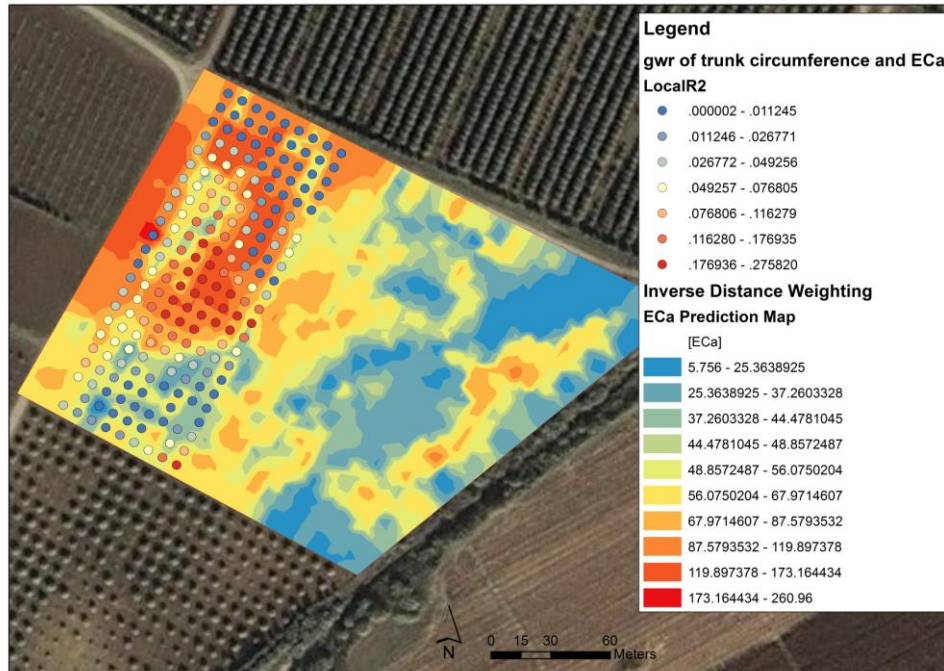 Legend
gwr of trunk circumference and ECa
LocalR2
.000002 - .011245
.011246 - .026771
.026772 - .049256
.049257 - .076805
.076806 - .116279
.116280 - .176935
.176936 - .275820
Inverse Distance Weighting
ECa Prediction Map
[ECa]
5.756 - 25.3638925
25.3638925 - 37.2603328
37.2603328 - 44.4781045
44.4781045 - 48.8572487
48.8572487 - 56.0750204
56.0750204 - 67.9714607
67.9714607 - 87.5793532
87.5793532 - 119.897378
119.897378 - 173.164434
173.164434 - 260.96
N
0 15 30 60
Meters